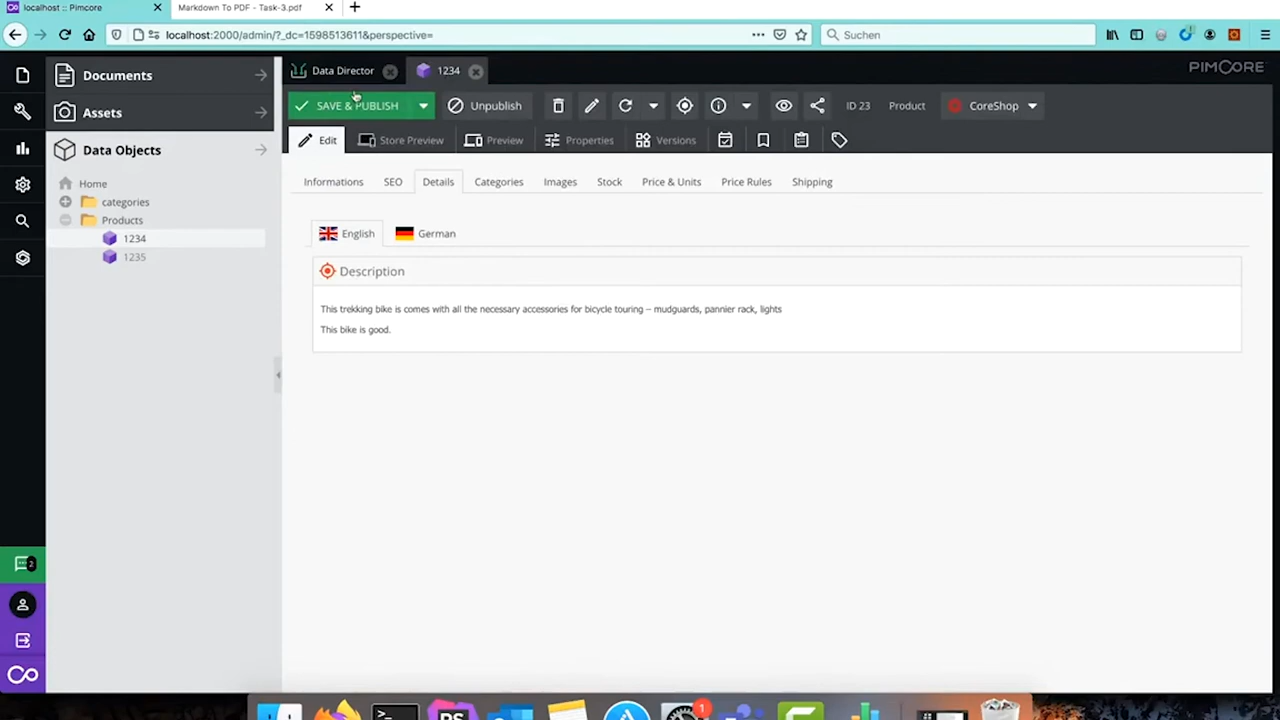 localhost :: Pimcore
Markdown To PDF - Task-3.pdf
localhost:2000/admin/?_dc=1598513611&perspective=
Suchen
Documents
Assets
Data Objects
Home
categories
Products
1234
1235
Data Director
1234
PIMCORE
SAVE & PUBLISH
Unpublish
ID 23
Product
CoreShop
Edit
Store Preview
Preview
Properties
Versions
Informations
SEO
Details
Categories
Images
Stock
Price & Units
Price Rules
Shipping
English
German
Description
This trekking bike is comes with all the necessary accessories for bicycle touring – mudguards, pannier rack, lights
This bike is good.
2
1
PS